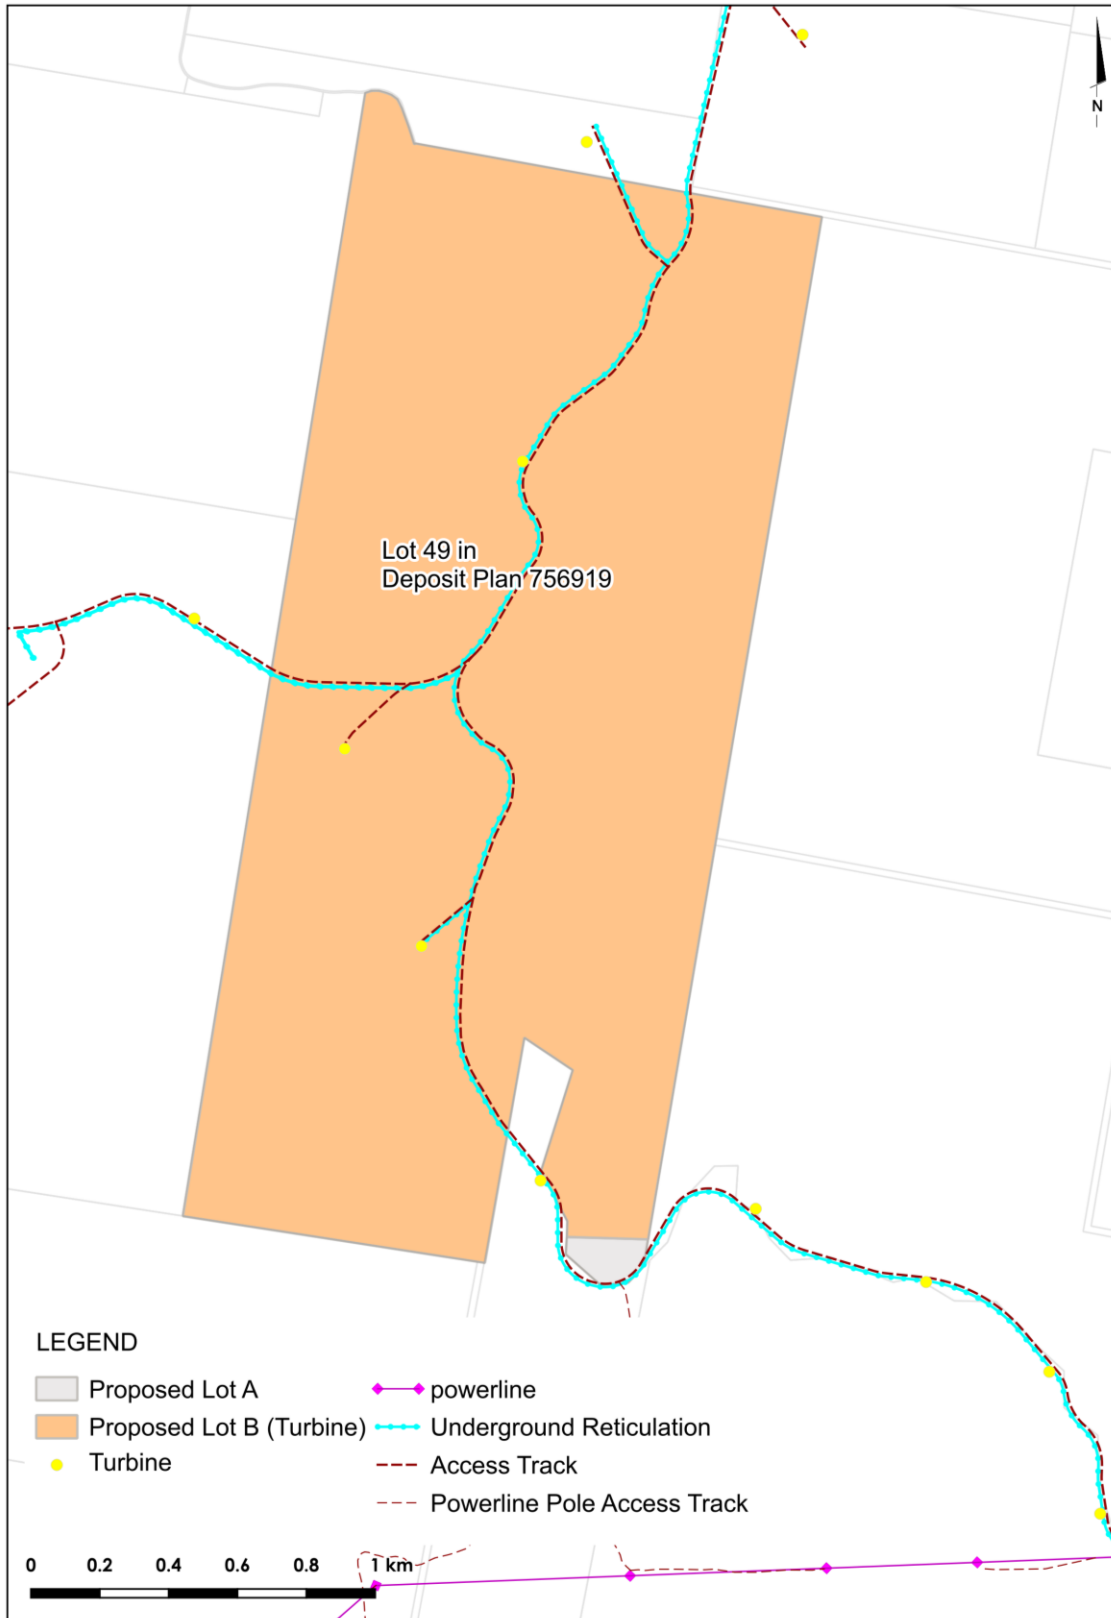 N
Lot 49 in
Deposit Plan 756919
LEGEND
Proposed Lot A
Proposed Lot B (Turbine)
Turbine
powerline
Underground Reticulation
Access Track
Powerline Pole Access Track
0 0.2 0.4 0.6 0.8 1 km